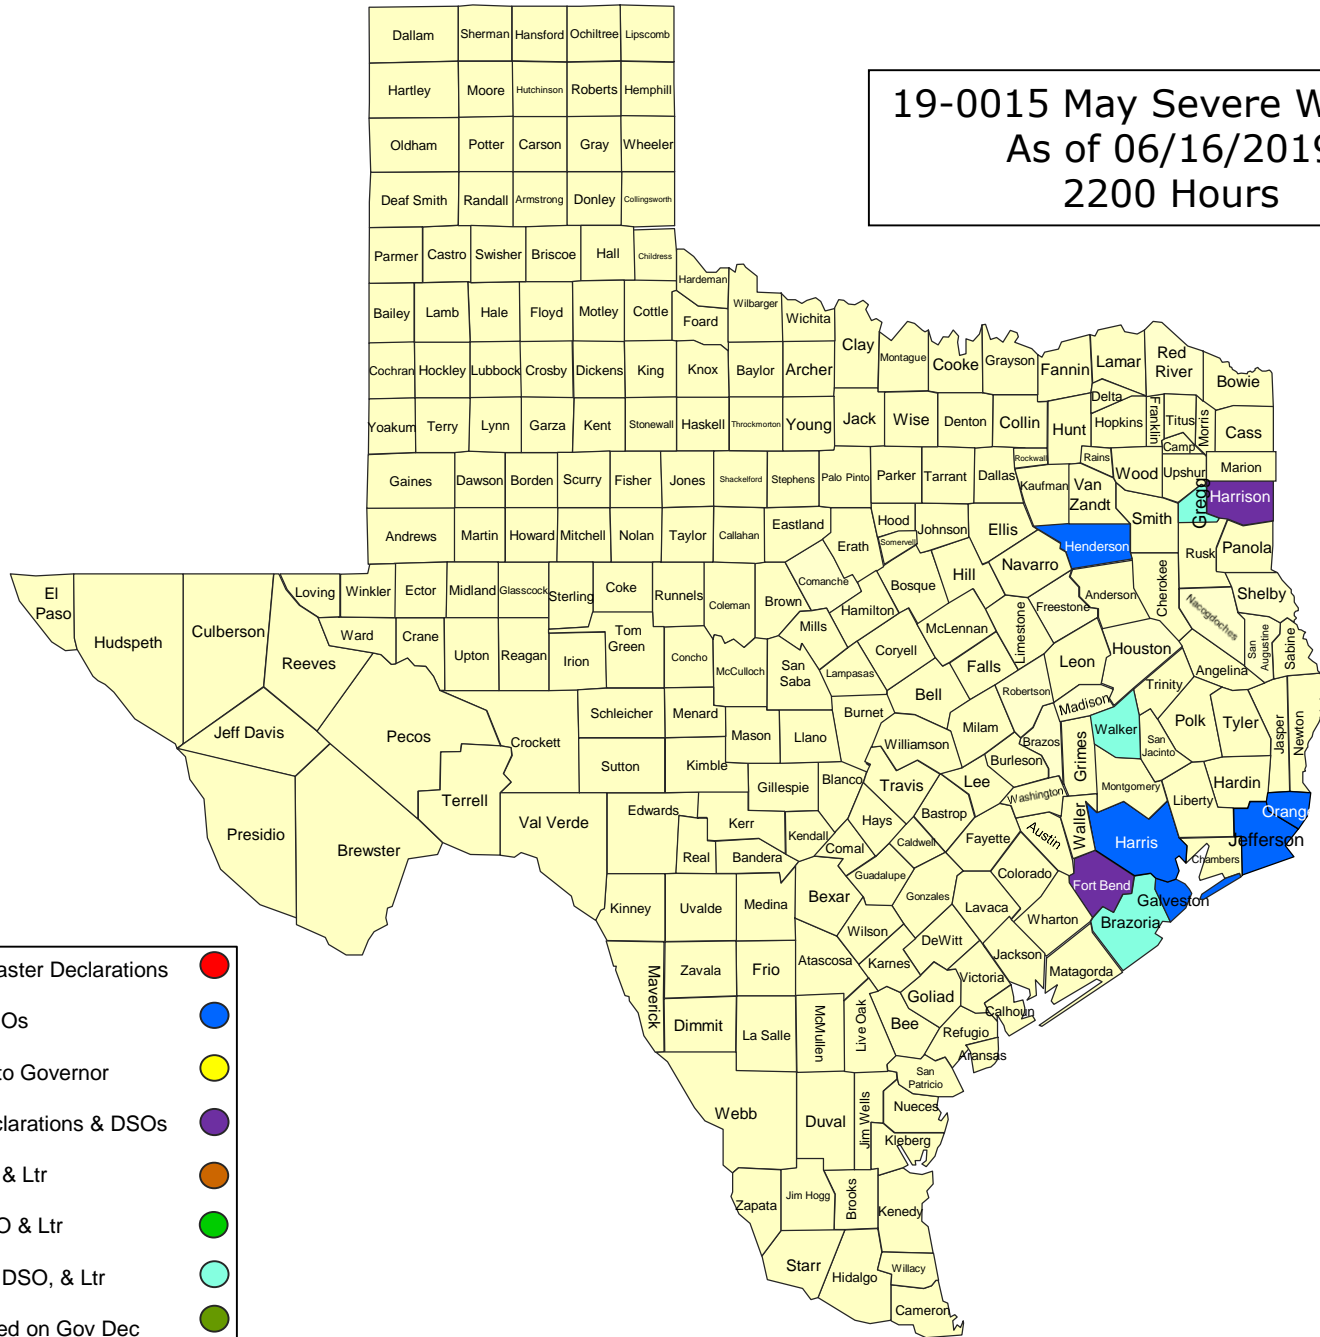 Dallam Sherman Hansford Ochiltree Lipscomb
Hartley Moore Hutchinson Roberts Hemphill
19-0015 May Severe W
As of 06/16/2019
2200 Hours
Oldham Potter Carson Gray Wheeler
Deaf Smith Randall Armstrong Donley Collingsworth
Parmer Castro Swisher Briscoe Hall Childress
Hardeman
Bailey Lamb Hale Floyd Motley Cottle Foard Wilbarger Wichita
Clay Montague Cooke Grayson Fannin Lamar Red River Bowie
Cochran Hockley Lubbock Crosby Dickens King Knox Baylor Archer
Delta
Yoakum Terry Lynn Garza Kent Stonewall Haskell Throckmorton Young Jack Wise Denton Collin Hunt Hopkins Franklin Titus Morris Cass
Camp
Rockwall Rains
Gaines Dawson Borden Scurry Fisher Jones Shackelford Stephens Palo Pinto Parker Tarrant Dallas Kaufman Van Zandt Wood Upshur Marion
Gregg Harrison
Andrews Martin Howard Mitchell Nolan Taylor Callahan Eastland Erath Hood Somervell Johnson Ellis Henderson Smith Rusk Panola
El Paso Hudspeth Culberson Reeves Loving Winkler Ector Midland Glasscock Sterling Coke Runnels Coleman Brown Comanche Bosque Hill Navarro Freestone Anderson Cherokee Nacogdoches Shelby
Ward Crane Upton Reagan Irion Tom Green Concho McCulloch San Saba Mills Hamilton Lampasas Coryell McLennan Limestone Falls Leon Houston Angelina San Augustine Sabine
Jeff Davis Pecos Crockett Schleicher Menard Mason Llano Burnet Bell Milam Robertson Madison Trinity Walker San Jacinto Polk Tyler Jasper Newton
Presidio Brewster Terrell Val Verde Sutton Kimble Edwards Gillespie Blanco Williamson Travis Lee Burleson Brazos Grimes Washington Montgomery Liberty Hardin Orange
Kerr Real Bandera Kendall Comal Hays Caldwell Bastrop Fayette Austin Waller Harris Chambers Jefferson
Kinney Uvalde Medina Bexar Guadalupe Gonzales Lavaca Colorado Wharton Fort Bend Brazoria Galveston
Maverick Zavala Frio Atascosa Wilson Karnes DeWitt Jackson Matagorda
Dimmit La Salle McMullen Live Oak Bee Goliad Victoria Calhoun Refugio Aransas
San Patricio
Webb Duval Jim Wells Nueces
Kleberg
Zapata Jim Hogg Brooks Kenedy
Starr Hidalgo Willacy
Cameron
aster Declarations
Os
to Governor
clarations & DSOs
& Ltr
O & Ltr
DSO, & Ltr
ed on Gov Dec